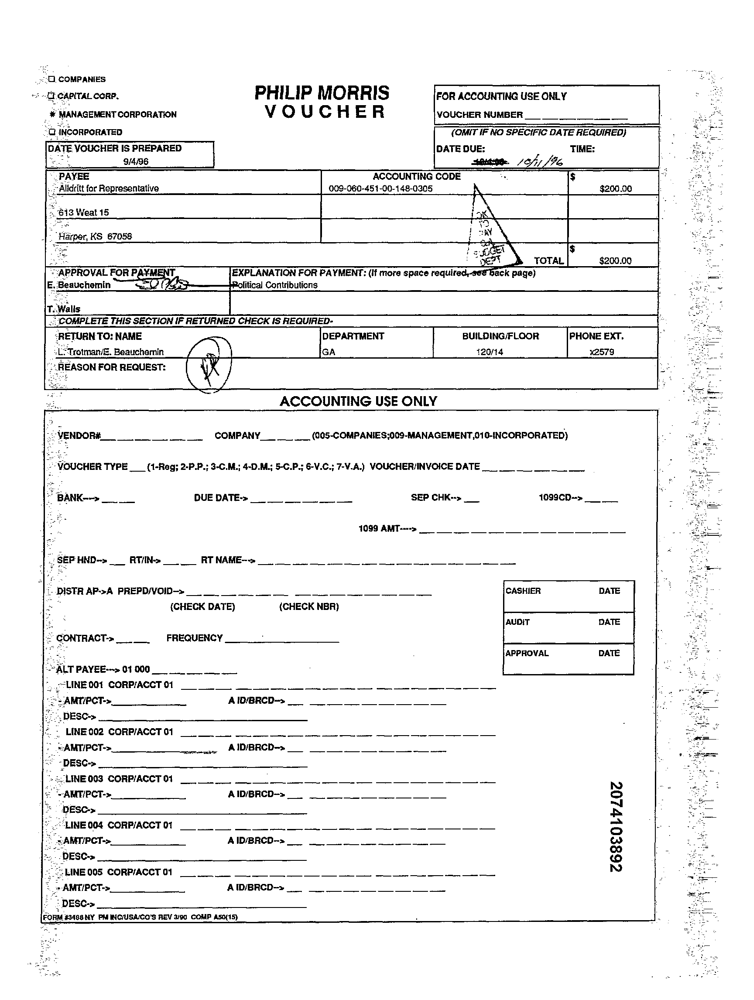 ☐ COMPANIES
☐ CAPITAL CORP.
* MANAGEMENT CORPORATION
☐ INCORPORATED
PHILIP MORRIS
VOUCHER
FOR ACCOUNTING USE ONLY
VOUCHER NUMBER
(OMIT IF NO SPECIFIC DATE REQUIRED)
DATE VOUCHER IS PREPARED
9/4/96
DATE DUE: TIME:
10/11/96
PAYEE ACCOUNTING CODE $
Alldritt for Representative 009-060-451-00-148-0305 $200.00
613 Weat 15
Harper, KS 67058
OK
TO
PAY
BUDGET
DEPT
TOTAL $ $200.00
APPROVAL FOR PAYMENT EXPLANATION FOR PAYMENT: (If more space required, see back page)
E. Beauchemin Political Contributions
T. Walls
COMPLETE THIS SECTION IF RETURNED CHECK IS REQUIRED-
RETURN TO: NAME DEPARTMENT BUILDING/FLOOR PHONE EXT.
L. Trotman/E. Beauchemin GA 120/14 x2579
REASON FOR REQUEST:
ACCOUNTING USE ONLY
VENDOR# COMPANY (005-COMPANIES;009-MANAGEMENT,010-INCORPORATED)
VOUCHER TYPE (1-Reg; 2-P.P.; 3-C.M.; 4-D.M.; 5-C.P.; 6-V.C.; 7-V.A.) VOUCHER/INVOICE DATE
BANK---> DUE DATE-> SEP CHK--> 1099CD-->
1099 AMT---->
SEP HND--> RT/IN-> RT NAME-->
DISTR AP->A PREPD/VOID-->
(CHECK DATE) (CHECK NBR)
CASHIER DATE
AUDIT DATE
APPROVAL DATE
CONTRACT-> FREQUENCY
ALT PAYEE---> 01 000
LINE 001 CORP/ACCT 01
AMT/PCT-> A ID/BRCD-->
DESC->
LINE 002 CORP/ACCT 01
AMT/PCT-> A ID/BRCD-->
DESC->
LINE 003 CORP/ACCT 01
AMT/PCT-> A ID/BRCD-->
DESC->
LINE 004 CORP/ACCT 01
AMT/PCT-> A ID/BRCD-->
DESC->
LINE 005 CORP/ACCT 01
AMT/PCT-> A ID/BRCD-->
DESC->
FORM #3488 NY PM INC/USA/CO'S REV 3/90 COMP A50(15)
2074103892